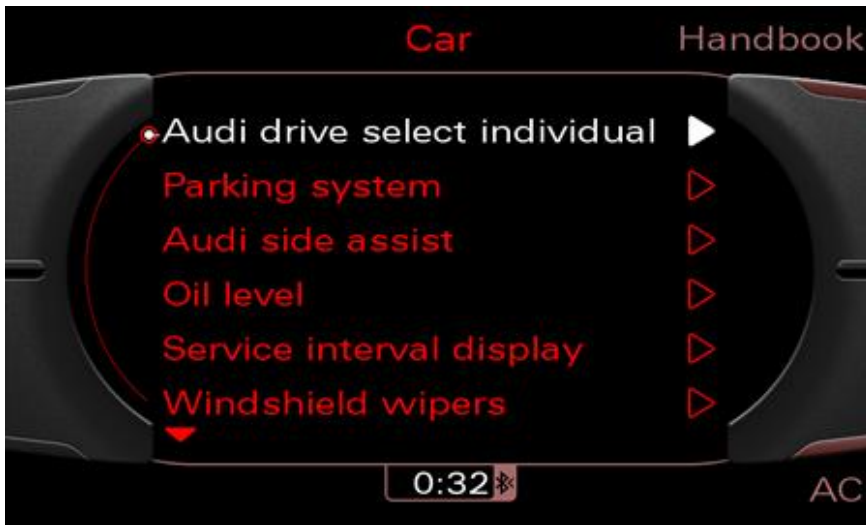 Car
Handbook
Audi drive select individual
Parking system
Audi side assist
Oil level
Service interval display
Windshield wipers
0:32
AC